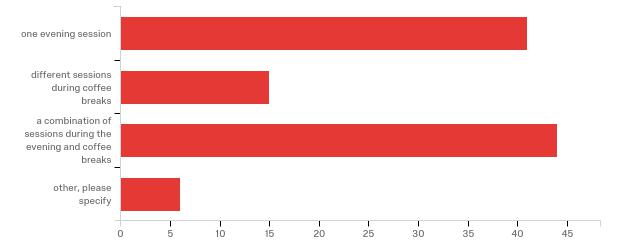 one evening session
different sessions
during coffee
breaks
a combination of
sessions during the
evening and coffee
breaks
other, please
specify
0 5 10 15 20 25 30 35 40 45